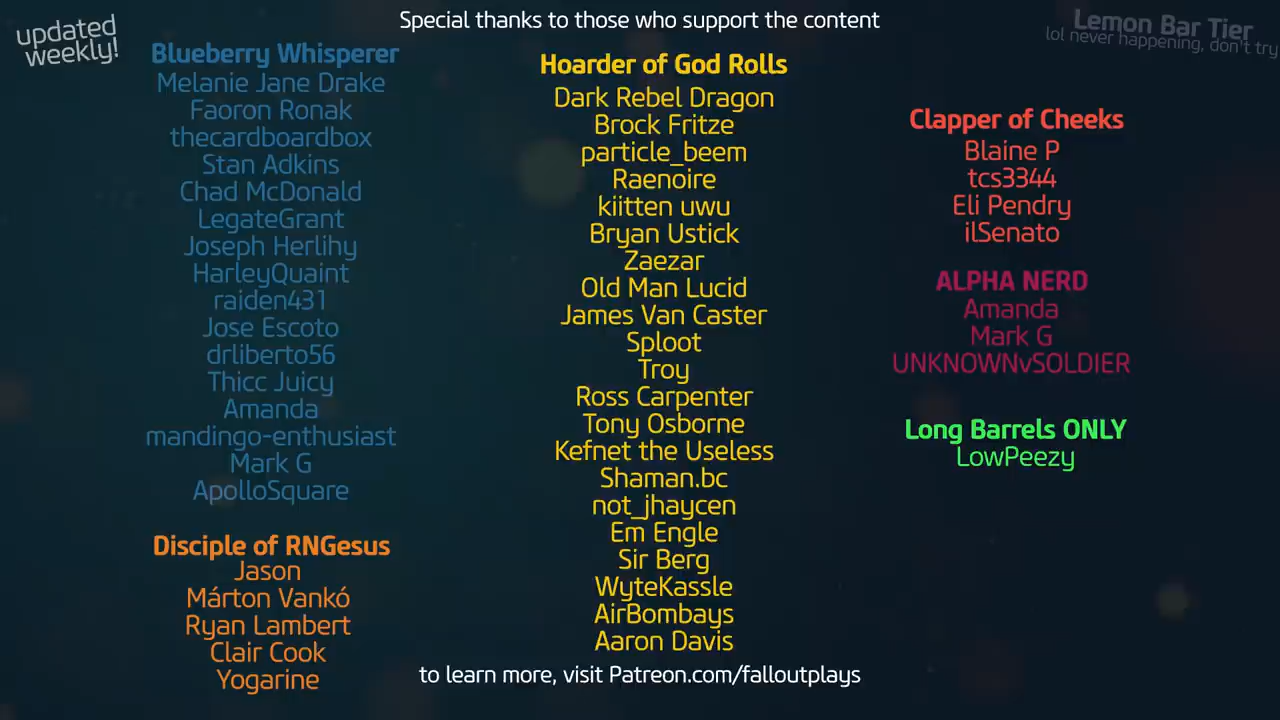 Special thanks to those who support the content
updated
weekly!
Blueberry Whisperer
Melanie Jane Drake
Faoron Ronak
thecardboardbox
Stan Adkins
Chad McDonald
LegateGrant
Joseph Herlihy
HarleyQuaint
raiden431
Jose Escoto
drliberto56
Thicc Juicy
Amanda
mandingo-enthusiast
Mark G
ApolloSquare
Disciple of RNGesus
Jason
Márton Vankó
Ryan Lambert
Clair Cook
Yogarine
Hoarder of God Rolls
Dark Rebel Dragon
Brock Fritze
particle_beem
Raenoire
kiitten uwu
Bryan Ustick
Zaezar
Old Man Lucid
James Van Caster
Sploot
Troy
Ross Carpenter
Tony Osborne
Kefnet the Useless
Shaman.bc
not_jhaycen
Em Engle
Sir Berg
WyteKassle
AirBombays
Aaron Davis
Lemon Bar Tier
lol never happening, don't try
Clapper of Cheeks
Blaine P
tcs3344
Eli Pendry
ilSenato
ALPHA NERD
Amanda
Mark G
UNKNOWNvSOLDIER
Long Barrels ONLY
LowPeezy
to learn more, visit Patreon.com/falloutplays